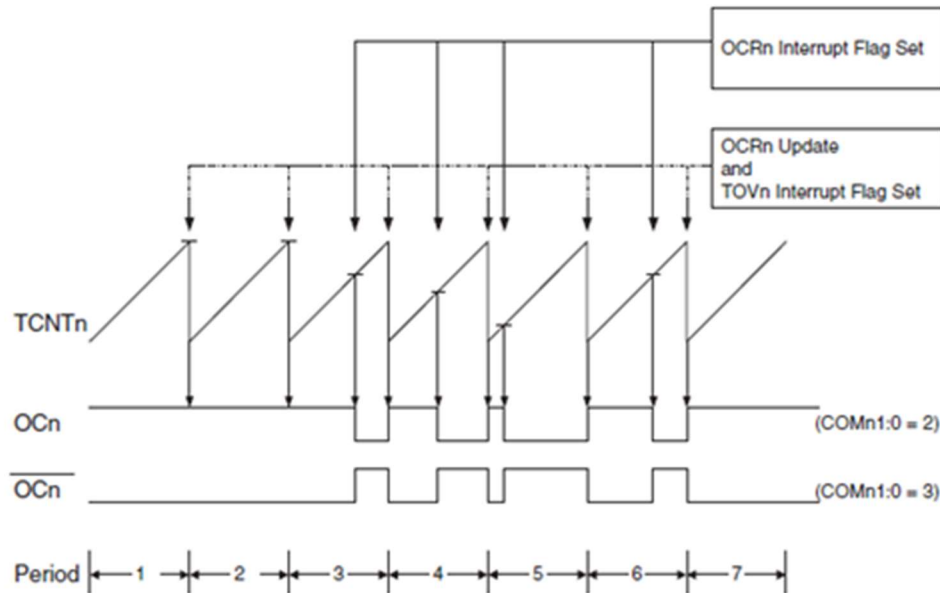 OCRn Interrupt Flag Set
OCRn Update
and
TOVn Interrupt Flag Set
TCNTn
OCn
(COMn1:0 = 2)
OCn
(COMn1:0 = 3)
Period
1
2
3
4
5
6
7